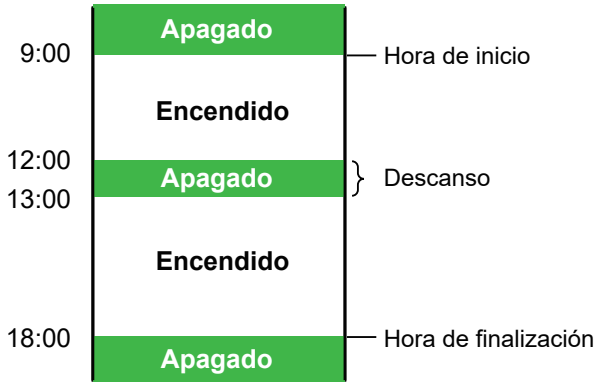 Apagado
9:00
Hora de inicio
Encendido
12:00
Apagado
Descanso
13:00
Encendido
18:00
Hora de finalización
Apagado